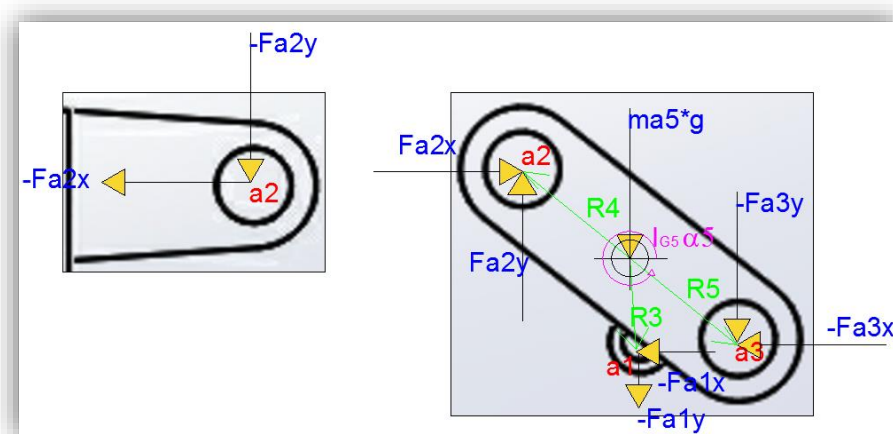 -Fa2y
-Fa2x
a2
ma5*g
Fa2x
a2
-Fa3y
R4
IG5 α5
Fa2y
R5
R3
-Fa3x
a3
a1
-Fa1x
-Fa1y